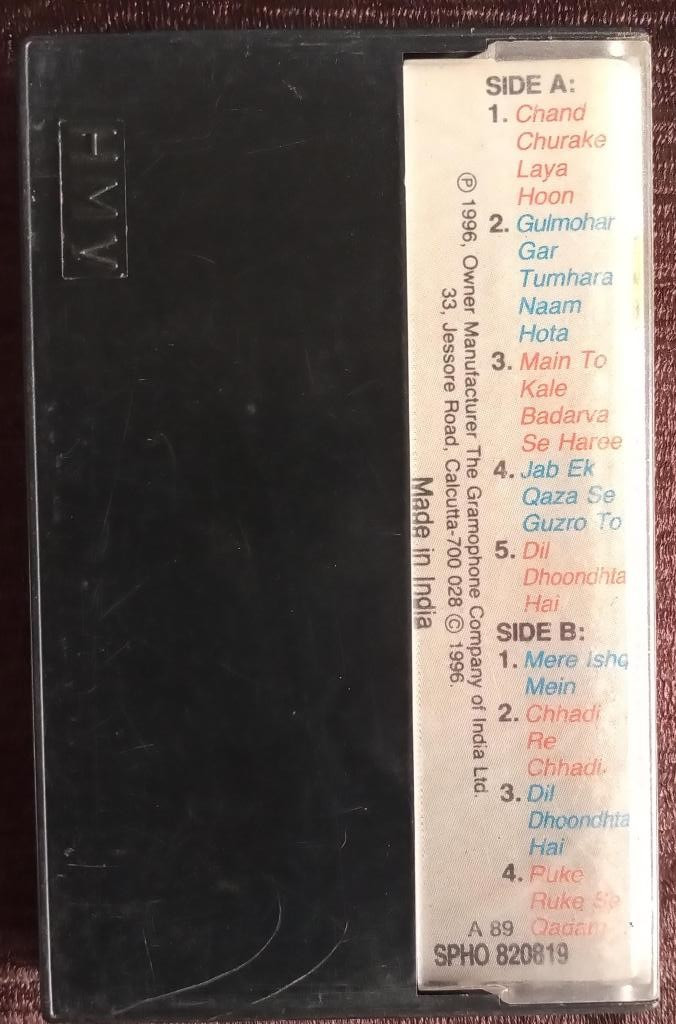 HMV
SIDE A:
1. Chand
Churake
Laya
Hoon
2. Gulmohar
Gar
Tumhara
Naam
Hota
3. Main To
Kale
Badarva
Se Haree
4. Jab Ek
Qaza Se
Guzro To
5. Dil
Dhoondhta
Hai
SIDE B:
1. Mere Ishq
Mein
2. Chhadi
Re
Chhadi.
3. Dil
Dhoondhta
Hai
4. Ruke
Ruke Se
Qadam
A 89
SPHO 820819
℗ 1996, Owner Manufacturer The Gramophone Company of India Ltd.
33, Jessore Road, Calcutta-700 028 © 1996.
Made in India